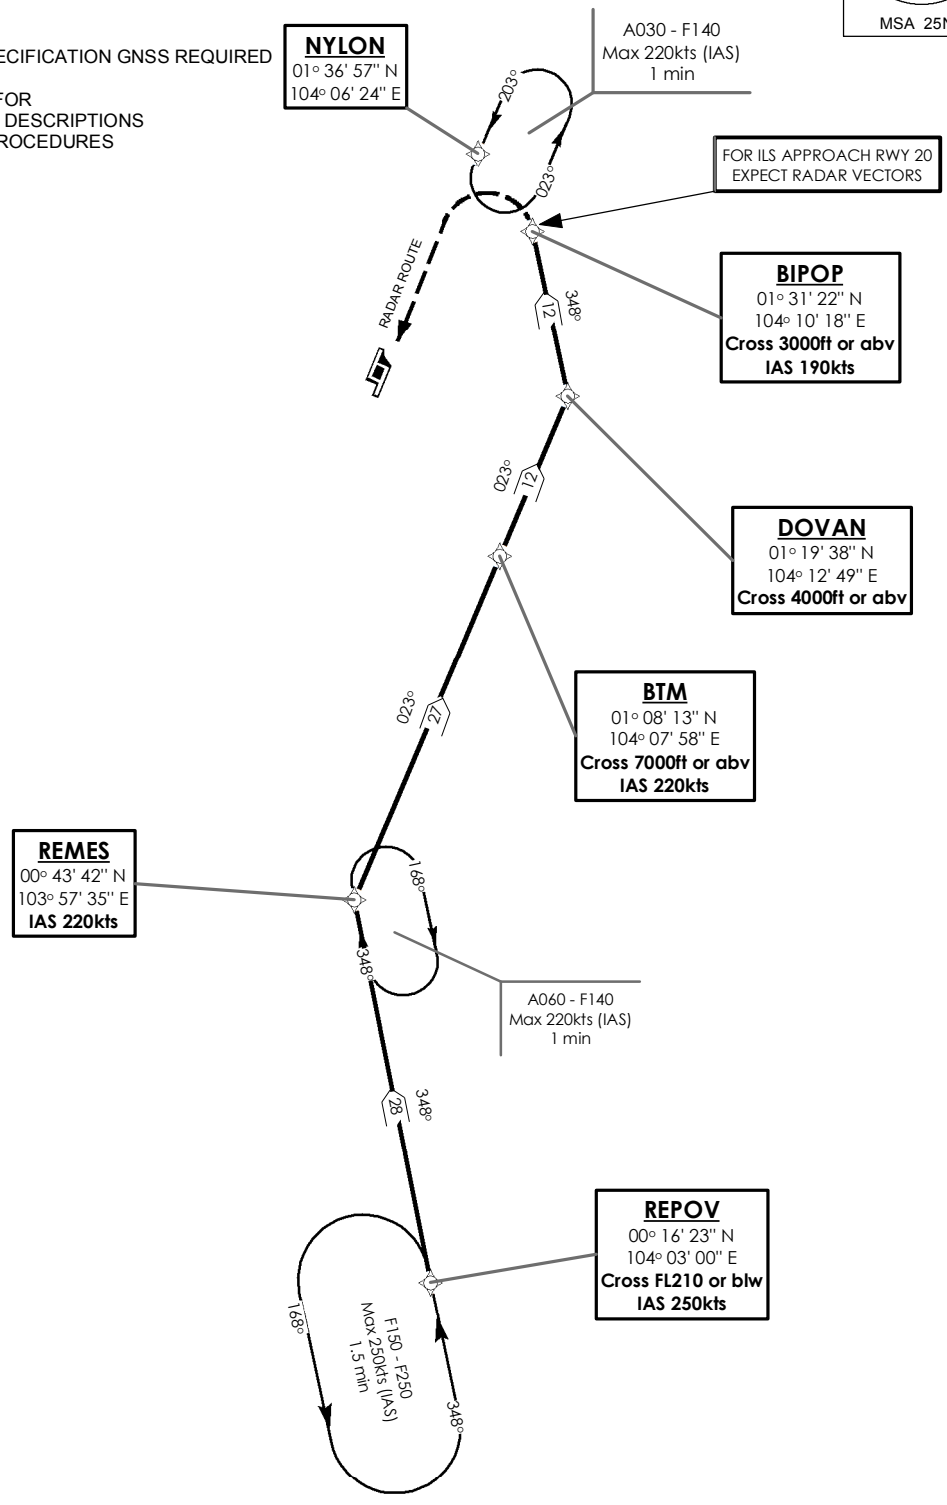 MSA 25N
ECIFICATION GNSS REQUIRED
FOR
DESCRIPTIONS
ROCEDURES
NYLON
01° 36' 57" N
104° 06' 24" E
A030 - F140
Max 220kts (IAS)
1 min
203°
023°
FOR ILS APPROACH RWY 20
EXPECT RADAR VECTORS
RADAR ROUTE
BIPOP
01° 31' 22" N
104° 10' 18" E
Cross 3000ft or abv
IAS 190kts
348°
12
023°
12
DOVAN
01° 19' 38" N
104° 12' 49" E
Cross 4000ft or abv
BTM
01° 08' 13" N
104° 07' 58" E
Cross 7000ft or abv
IAS 220kts
023°
27
REMES
00° 43' 42" N
103° 57' 35" E
IAS 220kts
168°
348°
A060 - F140
Max 220kts (IAS)
1 min
348°
28
REPOV
00° 16' 23" N
104° 03' 00" E
Cross FL210 or blw
IAS 250kts
168°
F150 - F250
Max 250kts (IAS)
1.5 min
348°